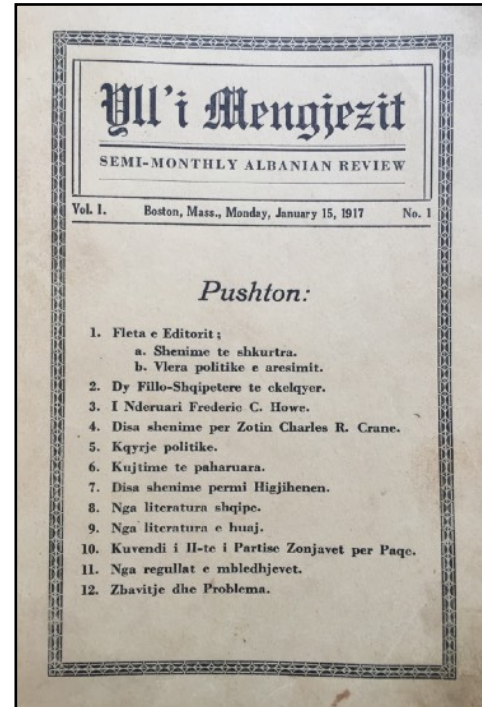 Yll'i Mengjezit
SEMI-MONTHLY ALBANIAN REVIEW
Vol. I. Boston, Mass., Monday, January 15, 1917 No. 1
Pushton:
1. Fleta e Editorit ;
a. Shenime te shkurtra.
b. Vlera politike e aresimit.
2. Dy Fillo-Shqipetere te ckelqyer.
3. I Nderuari Frederic C. Howe.
4. Disa shenime per Zotin Charles R. Crane.
5. Kqyrje politike.
6. Kujtime te paharuara.
7. Disa shenime permi Higjihenen.
8. Nga literatura shqipe.
9. Nga literatura e huaj.
10. Kuvendi i II-te i Partise Zonjavet per Paqe.
11. Nga regullat e mbledhjevet.
12. Zbavitje dhe Problema.